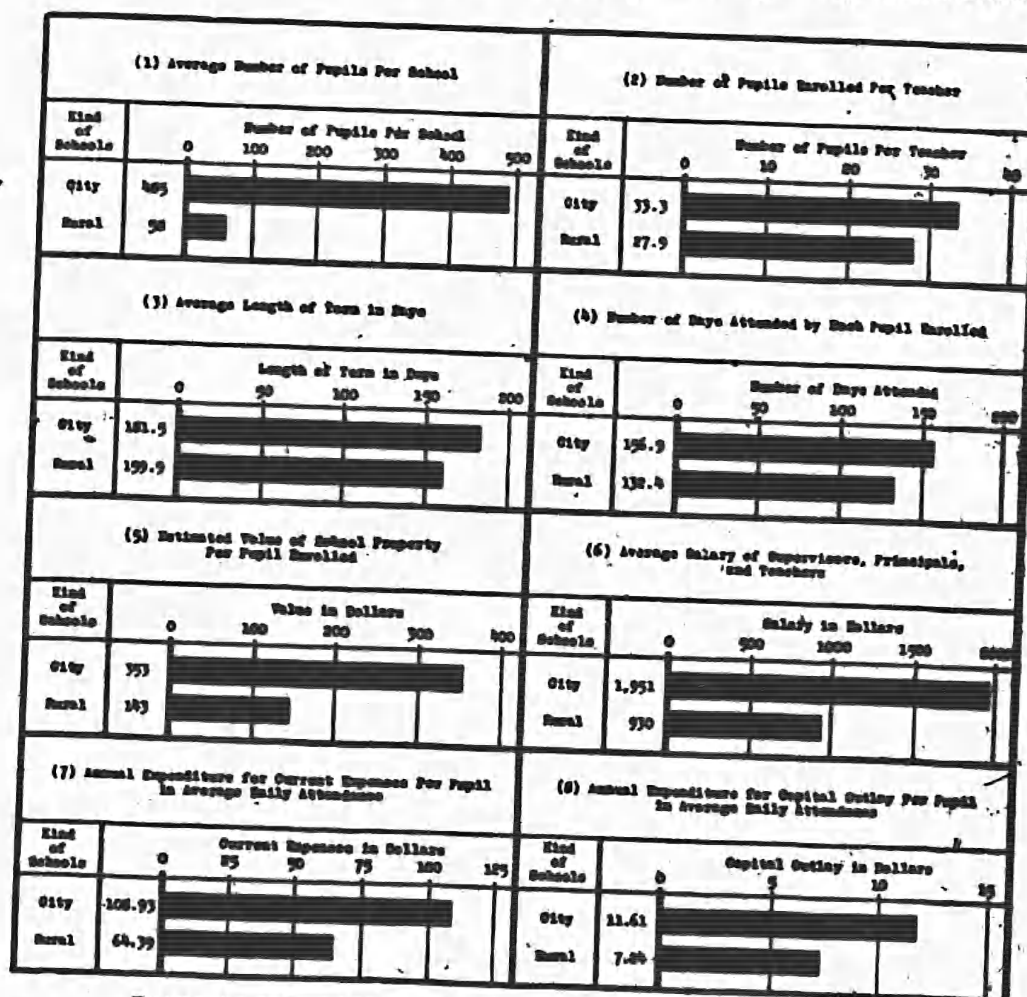 (1) Average Number of Pupils Per School
Kind of Schools
Number of Pupils Per School
0 100 200 300 400 500
City 485
Rural 58
(2) Number of Pupils Enrolled Per Teacher
Kind of Schools
Number of Pupils Per Teacher
0 10 20 30 40
City 33.3
Rural 27.9
(3) Average Length of Term in Days
Kind of Schools
Length of Term in Days
0 50 100 150 200
City 181.5
Rural 159.9
(4) Number of Days Attended by Each Pupil Enrolled
Kind of Schools
Number of Days Attended
0 50 100 150 200
City 156.9
Rural 132.4
(5) Estimated Value of School Property
Per Pupil Enrolled
Kind of Schools
Value in Dollars
0 100 200 300 400
City 353
Rural 143
(6) Average Salary of Supervisors, Principals,
and Teachers
Kind of Schools
Salary in Dollars
0 500 1000 1500 2000
City 1,951
Rural 930
(7) Annual Expenditure for Current Expenses Per Pupil
in Average Daily Attendance
Kind of Schools
Current Expenses in Dollars
0 25 50 75 100 125
City 108.93
Rural 64.39
(8) Annual Expenditure for Capital Outlay Per Pupil
in Average Daily Attendance
Kind of Schools
Capital Outlay in Dollars
0 5 10 15
City 11.61
Rural 7.24